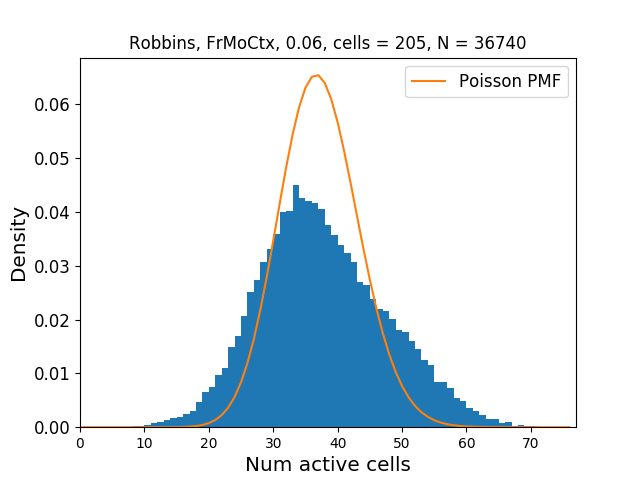 Robbins, FrMoCtx, 0.06, cells = 205, N = 36740
Poisson PMF
Density
0.06
0.05
0.04
0.03
0.02
0.01
0.00
0 10 20 30 40 50 60 70
Num active cells